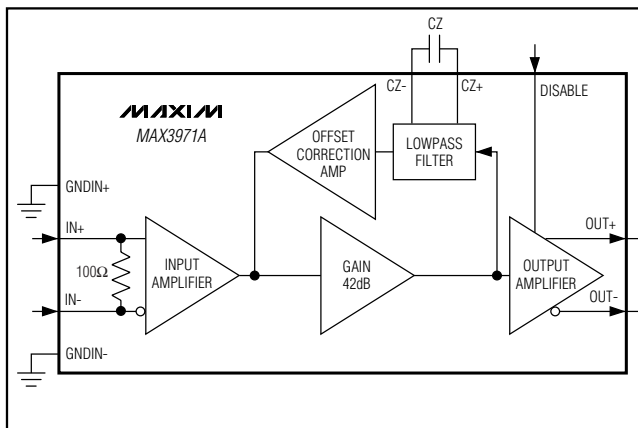 CZ
CZ-
CZ+
DISABLE
MAXIM
MAX3971A
OFFSET
CORRECTION
AMP
LOWPASS
FILTER
GNDIN+
IN+
100Ω
IN-
GNDIN-
INPUT
AMPLIFIER
GAIN
42dB
OUTPUT
AMPLIFIER
OUT+
OUT-